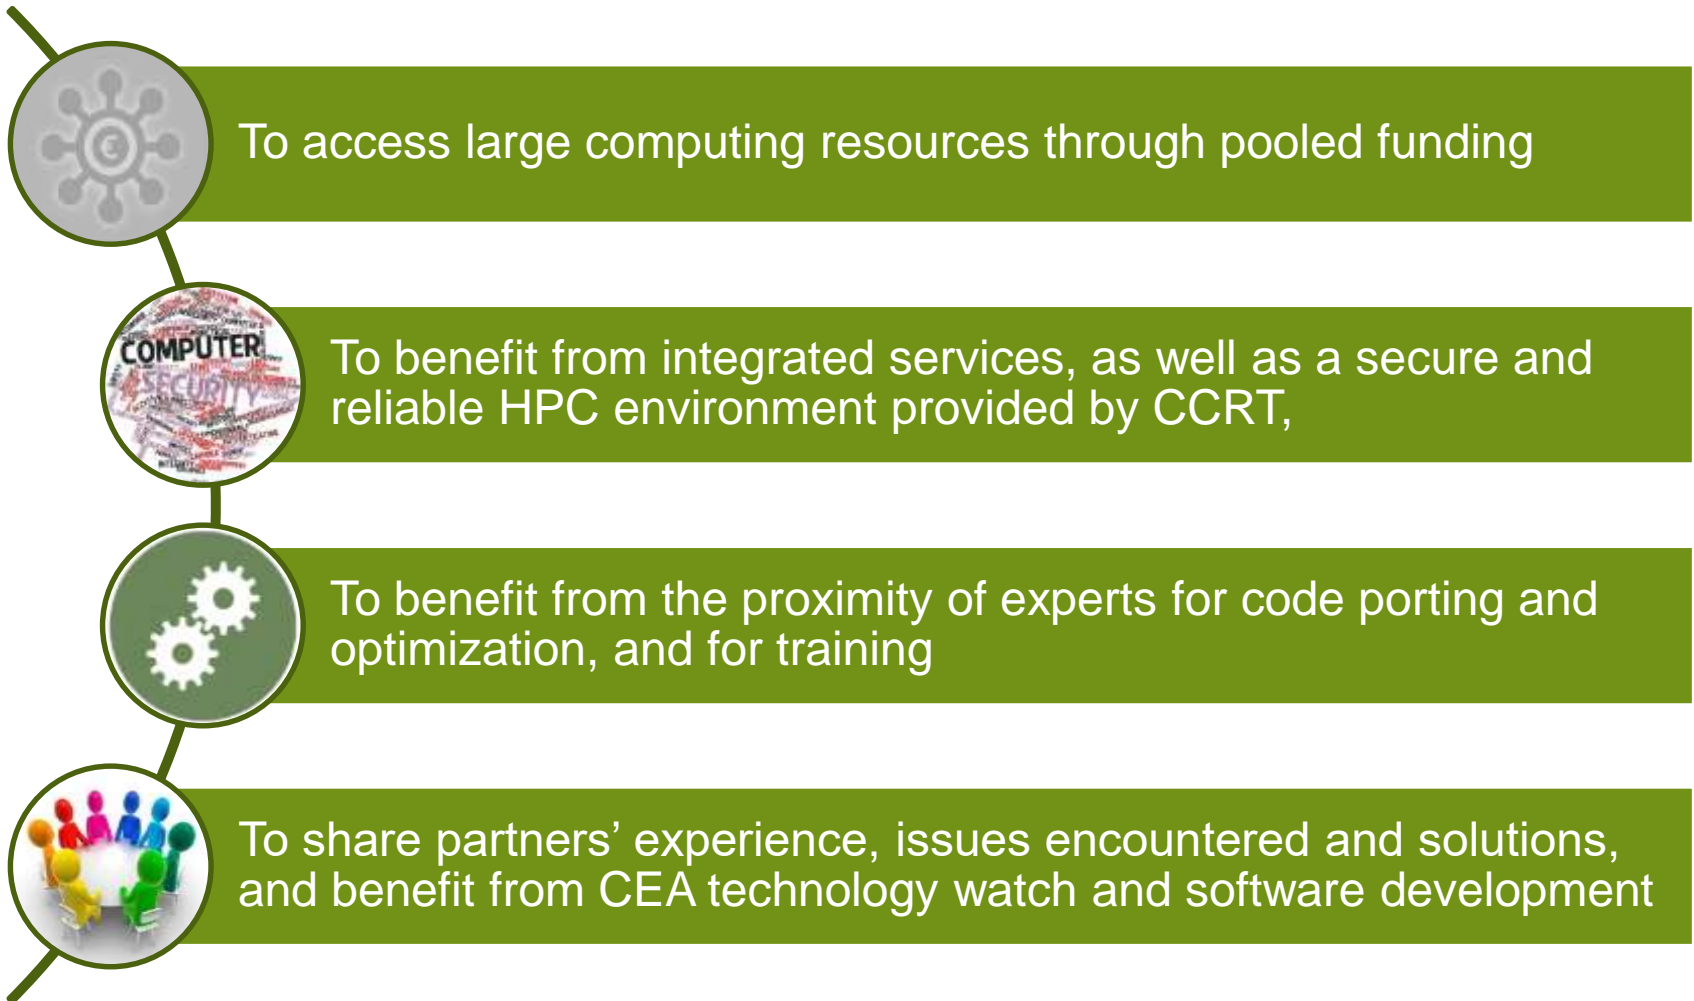 To access large computing resources through pooled funding
COMPUTER
SECURITY
To benefit from integrated services, as well as a secure and
reliable HPC environment provided by CCRT,
To benefit from the proximity of experts for code porting and
optimization, and for training
To share partners’ experience, issues encountered and solutions,
and benefit from CEA technology watch and software development